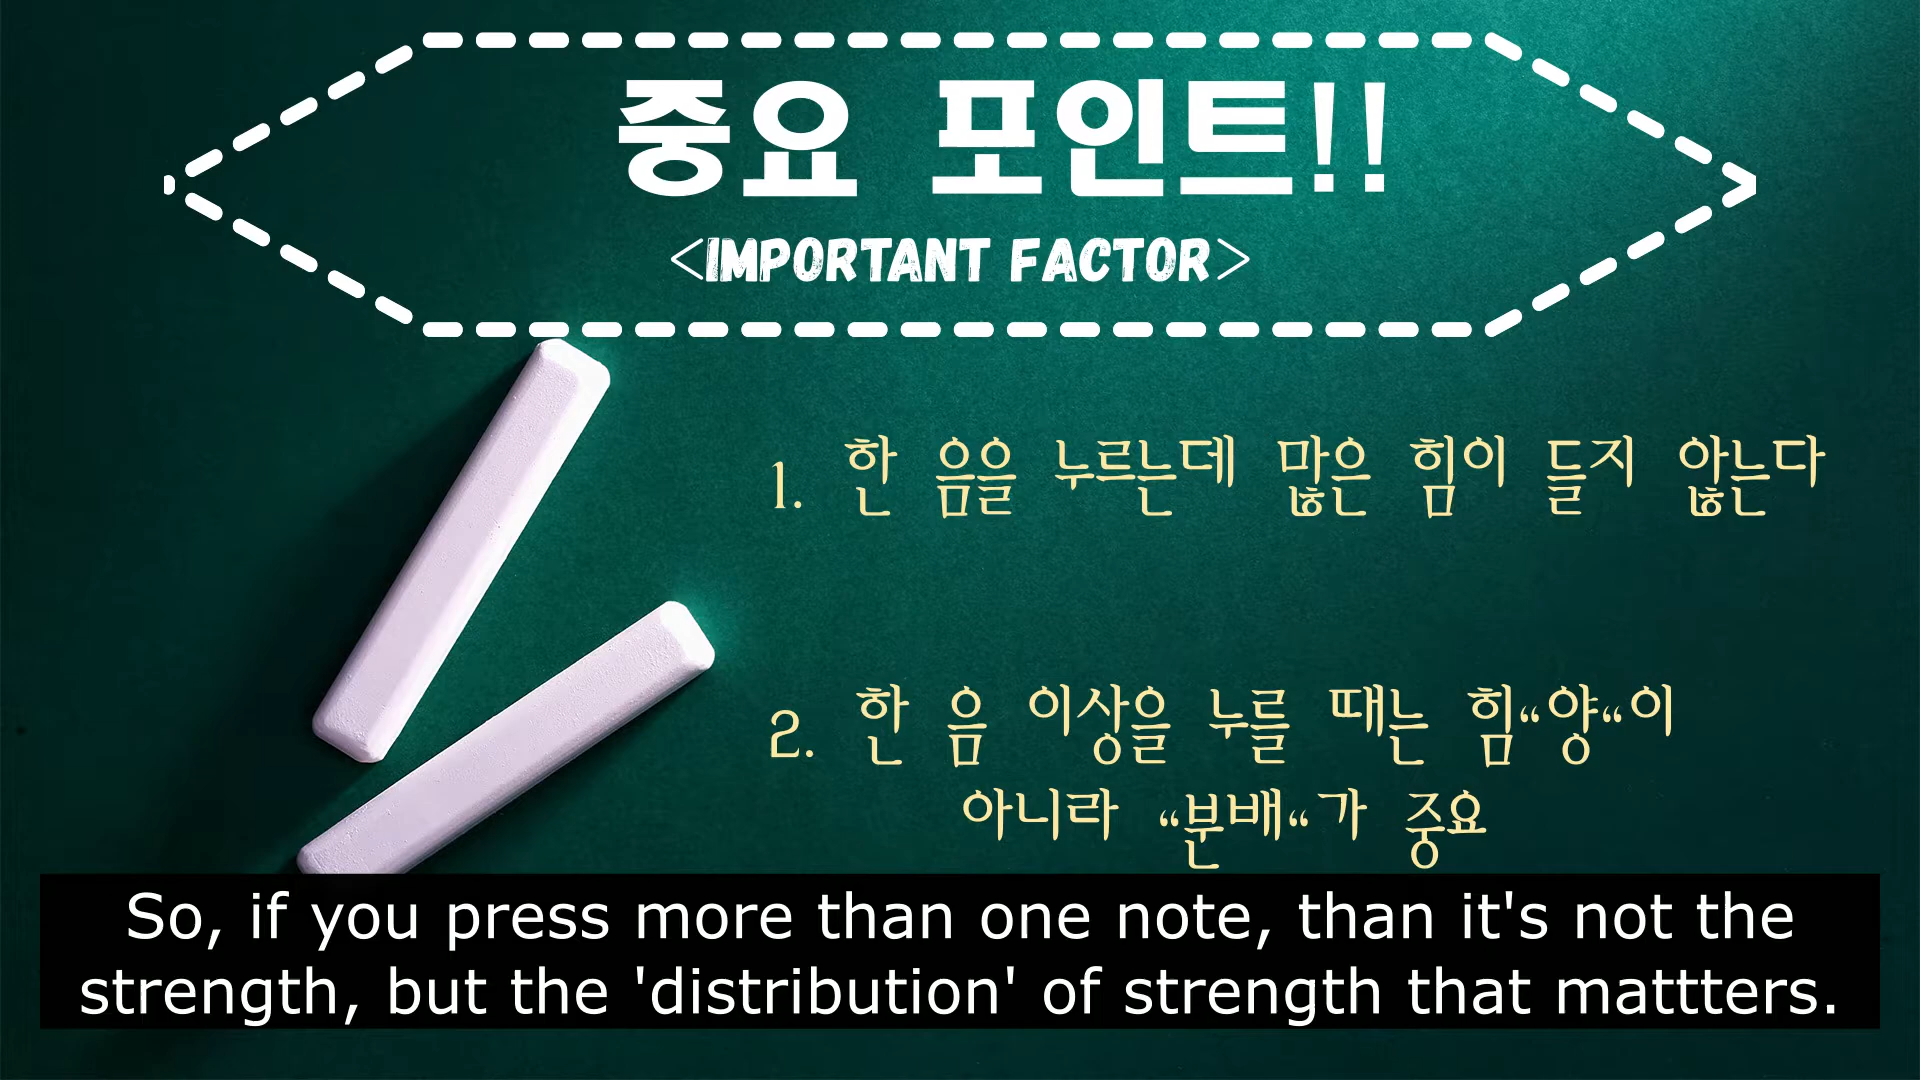 중요 포인트!!
<IMPORTANT FACTOR>
1. 한 음을 누르는데 많은 힘이 들지 않는다
2. 한 음 이상을 누를 때는 힘“양“이
아니라 “분배“가 중요
So, if you press more than one note, than it's not the
strength, but the 'distribution' of strength that mattters.